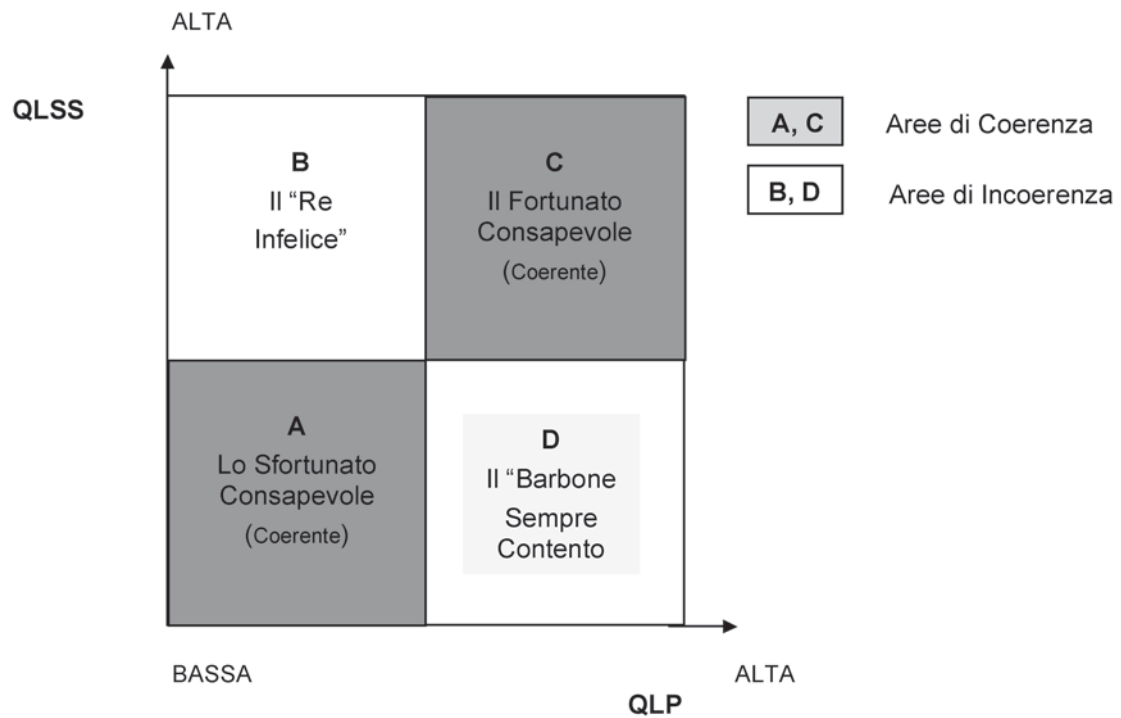 ALTA
QLSS
B
Il “Re
Infelice”
C
Il Fortunato
Consapevole
(Coerente)
A, C
Aree di Coerenza
B, D
Aree di Incoerenza
A
Lo Sfortunato
Consapevole
(Coerente)
D
Il “Barbone
Sempre
Contento
BASSA
ALTA
QLP